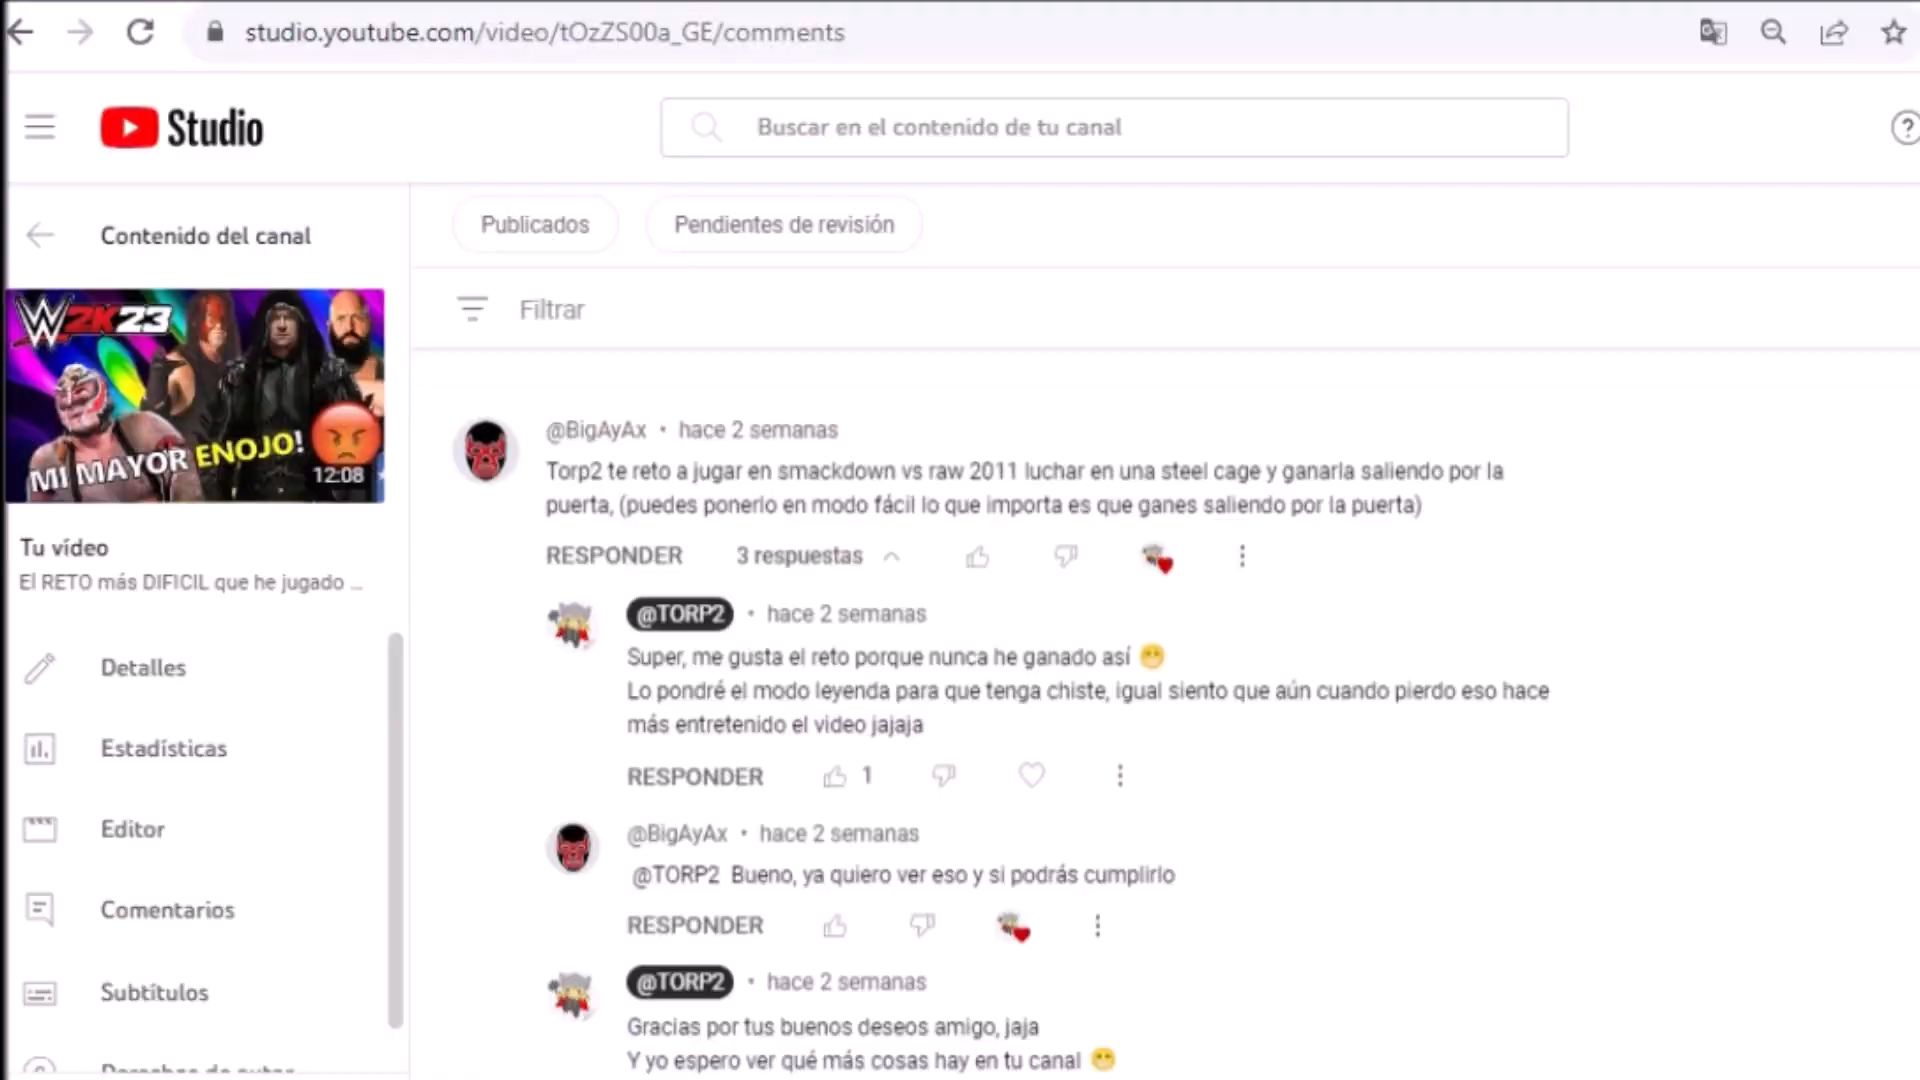 studio.youtube.com/video/tOzZS00a_GE/comments
Studio
Buscar en el contenido de tu canal
Contenido del canal
Publicados
Pendientes de revisión
Filtrar
W 2K23
MI MAYOR ENOJO!
12:08
Tu vídeo
El RETO más DIFICIL que he jugado ...
Detalles
Estadísticas
Editor
Comentarios
Subtítulos
@BigAyAx • hace 2 semanas
Torp2 te reto a jugar en smackdown vs raw 2011 luchar en una steel cage y ganarla saliendo por la
puerta, (puedes ponerlo en modo fácil lo que importa es que ganes saliendo por la puerta)
RESPONDER 3 respuestas
@TORP2 • hace 2 semanas
Super, me gusta el reto porque nunca he ganado así 😁
Lo pondré el modo leyenda para que tenga chiste, igual siento que aún cuando pierdo eso hace
más entretenido el video jajaja
RESPONDER 1
@BigAyAx • hace 2 semanas
@TORP2 Bueno, ya quiero ver eso y si podrás cumplirlo
RESPONDER
@TORP2 • hace 2 semanas
Gracias por tus buenos deseos amigo, jaja
Y yo espero ver qué más cosas hay en tu canal 😁